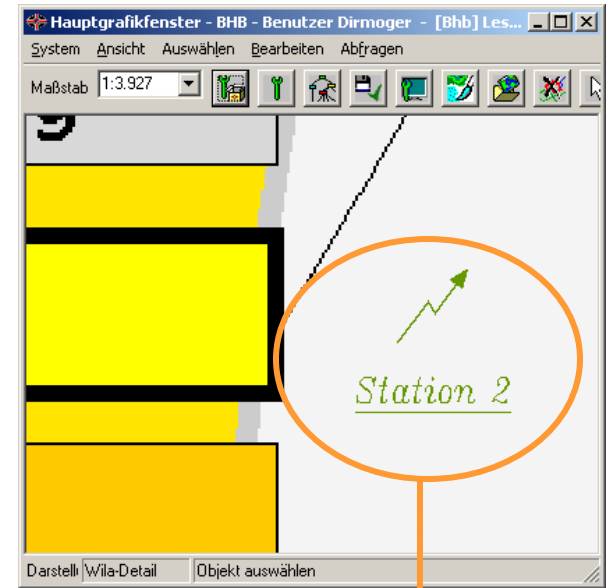 Hauptgrafikfenster - BHB - Benutzer Dirmoger - [Bhb] Les...
System Ansicht Auswählen Bearbeiten Abfragen
Maßstab 1:3.927
Station 2
Wila-Detail Objekt auswählen